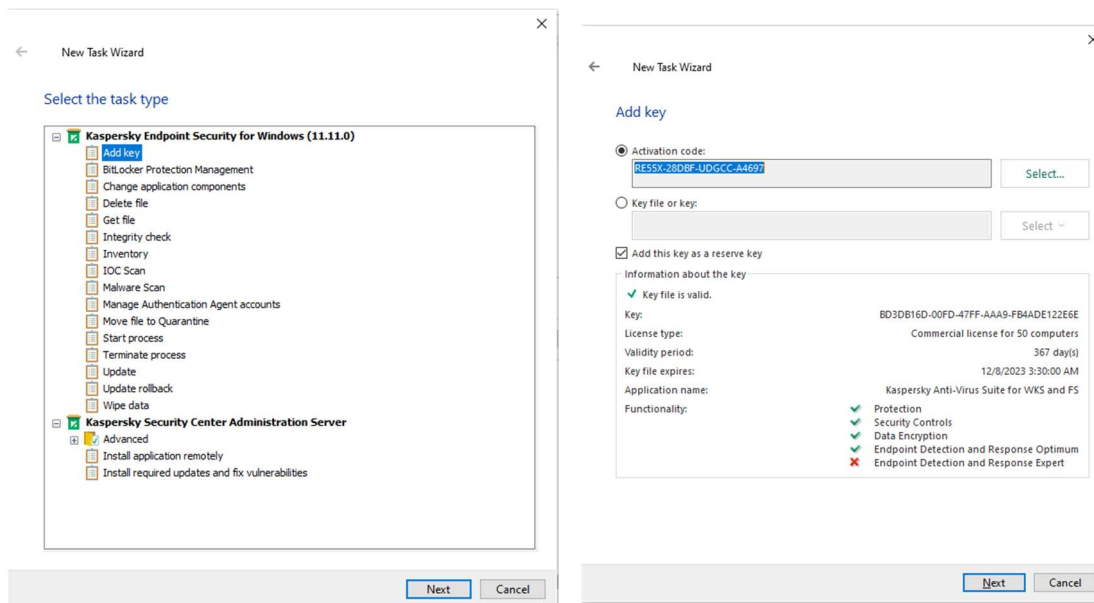 New Task Wizard
Select the task type
Kaspersky Endpoint Security for Windows (11.11.0)
Add key
BitLocker Protection Management
Change application components
Delete file
Get file
Integrity check
Inventory
IOC Scan
Malware Scan
Manage Authentication Agent accounts
Move file to Quarantine
Start process
Terminate process
Update
Update rollback
Wipe data
Kaspersky Security Center Administration Server
Advanced
Install application remotely
Install required updates and fix vulnerabilities
Next
Cancel
New Task Wizard
Add key
Activation code:
RE55X-28DBF-UDGCC-A4697
Select...
Key file or key:
Select
Add this key as a reserve key
Information about the key
Key file is valid.
Key: BD3DB16D-00FD-47FF-AAA9-FB4ADE122E6E
License type: Commercial license for 50 computers
Validity period: 367 day(s)
Key file expires: 12/8/2023 3:30:00 AM
Application name: Kaspersky Anti-Virus Suite for WKS and FS
Functionality: Protection
Security Controls
Data Encryption
Endpoint Detection and Response Optimum
Endpoint Detection and Response Expert
Next
Cancel